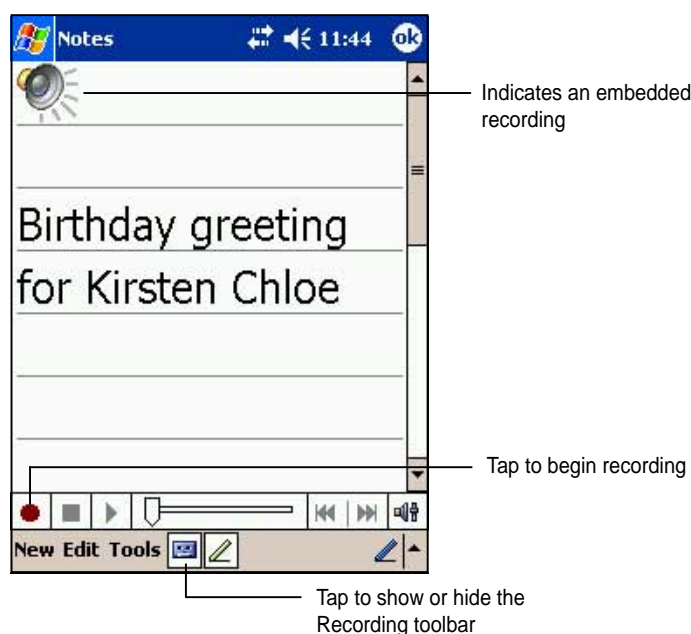 Notes 11:44 ok
Indicates an embedded
recording
Birthday greeting
for Kirsten Chloe
Tap to begin recording
New Edit Tools
Tap to show or hide the
Recording toolbar